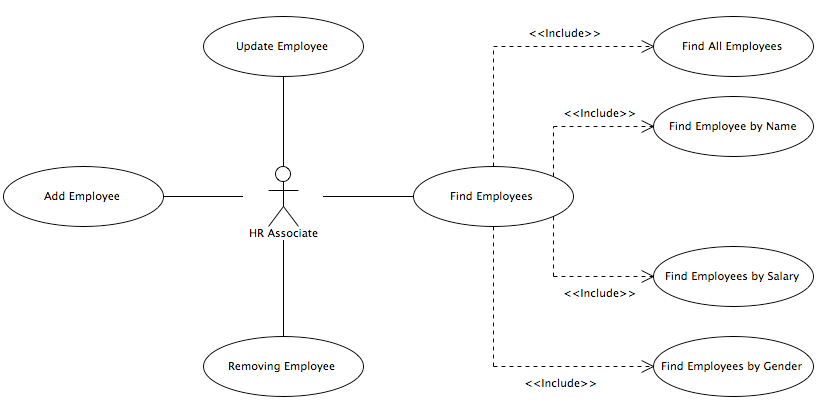 Update Employee
<<Include>>
Find All Employees
<<Include>>
Find Employee by Name
Add Employee
Find Employees
HR Associate
Find Employees by Salary
<<Include>>
Removing Employee
Find Employees by Gender
<<Include>>